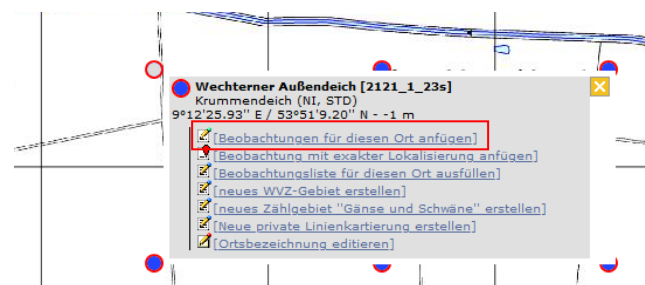 Wechterner Außendeich [2121_1_23s]
Krummendeich (NI, STD)
9°12'25.93'' E / 53°51'9.20'' N - -1 m
[Beobachtungen für diesen Ort anfügen]
[Beobachtung mit exakter Lokalisierung anfügen]
[Beobachtungsliste für diesen Ort ausfüllen]
[neues WVZ-Gebiet erstellen]
[neues Zählgebiet "Gänse und Schwäne" erstellen]
[Neue private Linienkartierung erstellen]
[Ortsbezeichnung editieren]